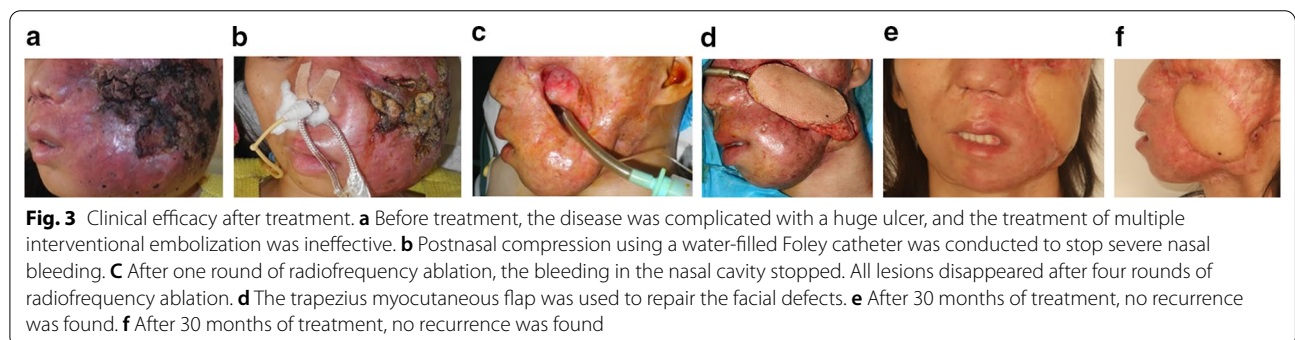 a b c d e f
Fig. 3 Clinical efficacy after treatment. a Before treatment, the disease was complicated with a huge ulcer, and the treatment of multiple
interventional embolization was ineffective. b Postnasal compression using a water-filled Foley catheter was conducted to stop severe nasal
bleeding. C After one round of radiofrequency ablation, the bleeding in the nasal cavity stopped. All lesions disappeared after four rounds of
radiofrequency ablation. d The trapezius myocutaneous flap was used to repair the facial defects. e After 30 months of treatment, no recurrence
was found. f After 30 months of treatment, no recurrence was found